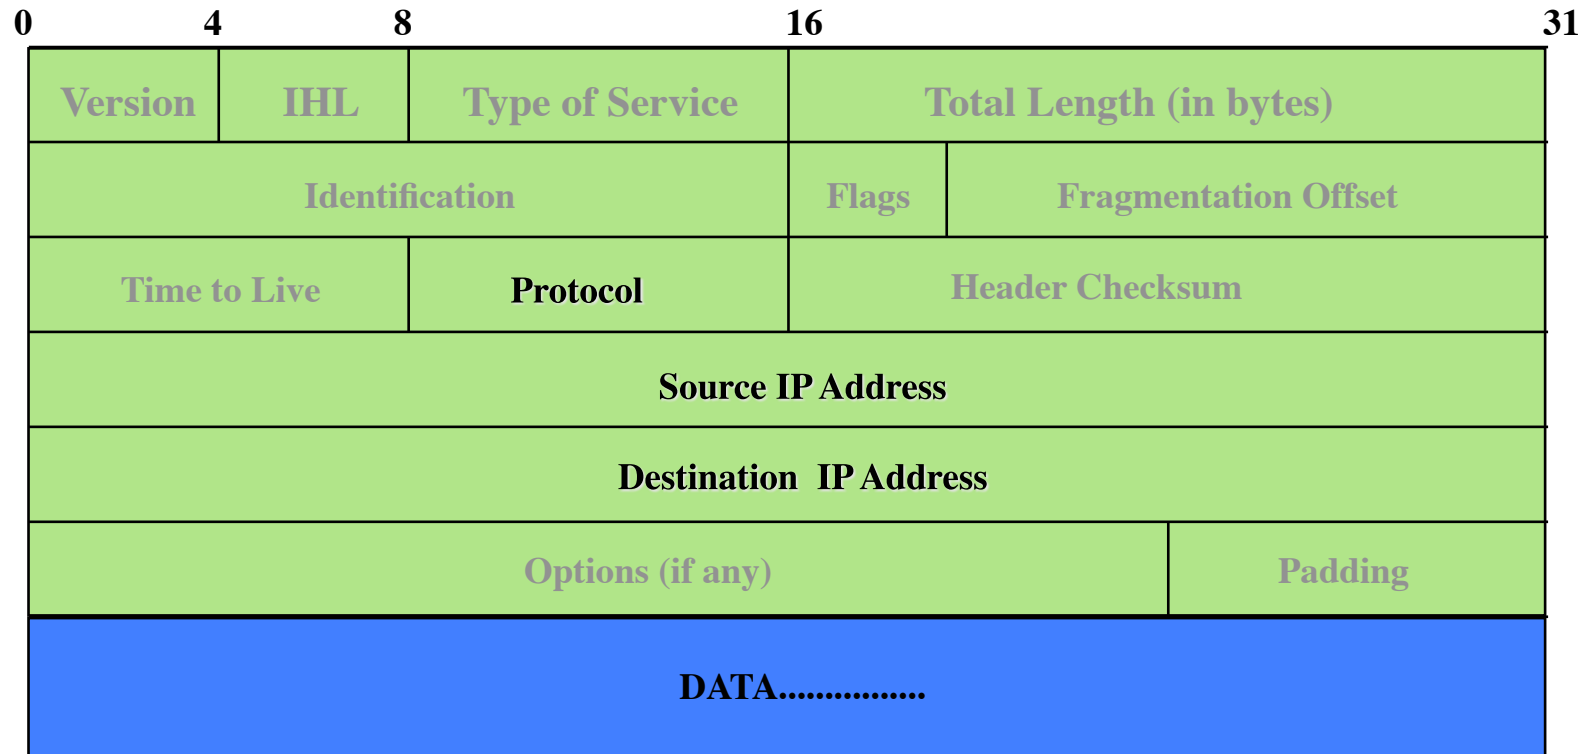 0 4 8 16 31
Version IHL Type of Service Total Length (in bytes)
Identification Flags Fragmentation Offset
Time to Live Protocol Header Checksum
Source IP Address
Destination IP Address
Options (if any) Padding
DATA................